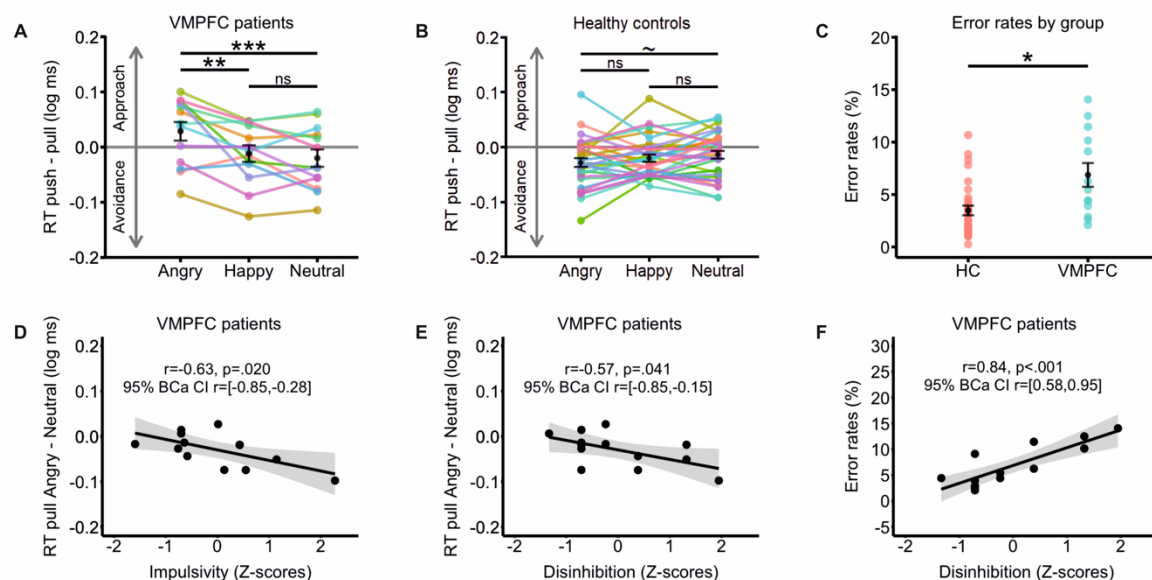 A
VMPFC patients
RT push - pull (log ms)
Approach
Avoidance
0.2
0.1
0.00
-0.1
-0.2
***
**
ns
Angry
Happy
Neutral
B
Healthy controls
RT push - pull (log ms)
Approach
Avoidance
0.2
0.1
0.00
-0.1
-0.2
~
ns
ns
Angry
Happy
Neutral
C
Error rates by group
Error rates (%)
20
15
10
5
0
*
HC
VMPFC
D
VMPFC patients
RT pull Angry - Neutral (log ms)
0.2
0.1
0.0
-0.1
-0.2
r=-0.63, p=.020
95% BCa CI r=[-0.85,-0.28]
-2
-1
0
1
2
Impulsivity (Z-scores)
E
VMPFC patients
RT pull Angry - Neutral (log ms)
0.2
0.1
0.0
-0.1
-0.2
r=-0.57, p=.041
95% BCa CI r=[-0.85,-0.15]
-2
-1
0
1
2
Disinhibition (Z-scores)
F
VMPFC patients
Error rates (%)
30
25
20
15
10
5
0
-5
r=0.84, p<.001
95% BCa CI r=[0.58,0.95]
-2
-1
0
1
2
Disinhibition (Z-scores)